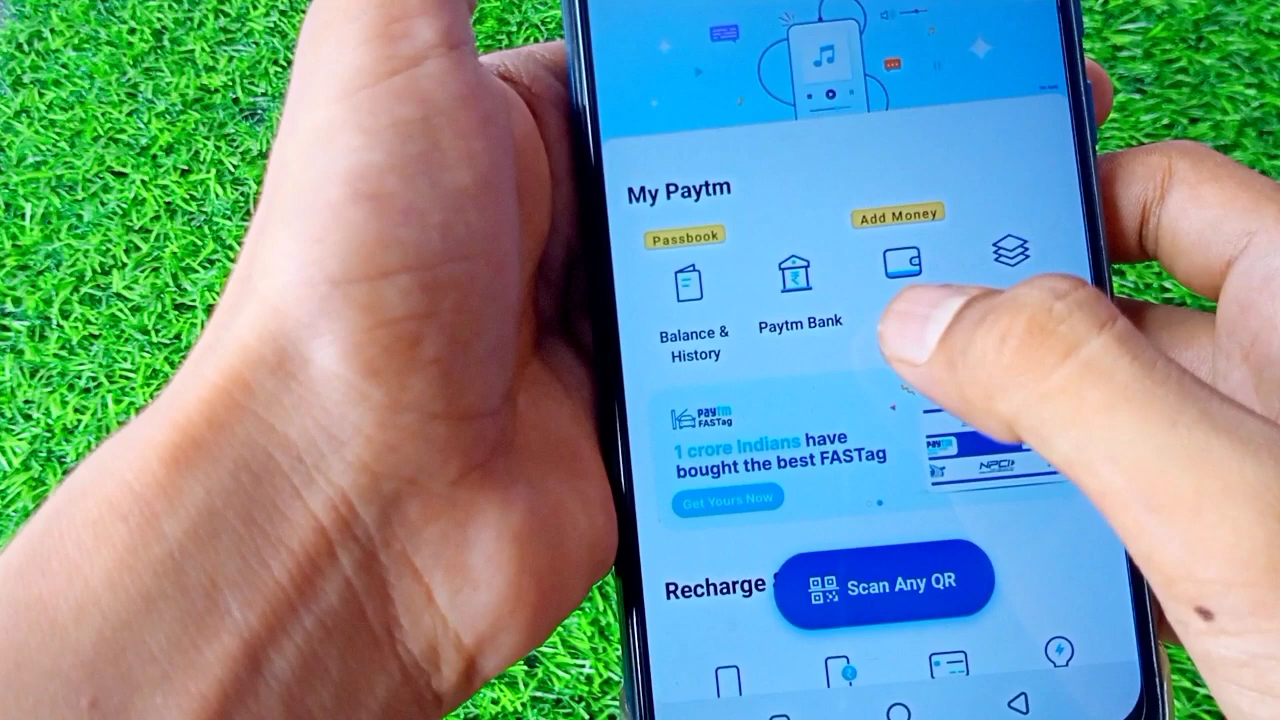 My Paytm
Passbook
Add Money
Balance &
History
Paytm Bank
paytm
FASTag
1 crore Indians have
bought the best FASTag
Get Yours Now
PAYTM
NPCI
Recharge
Scan Any QR